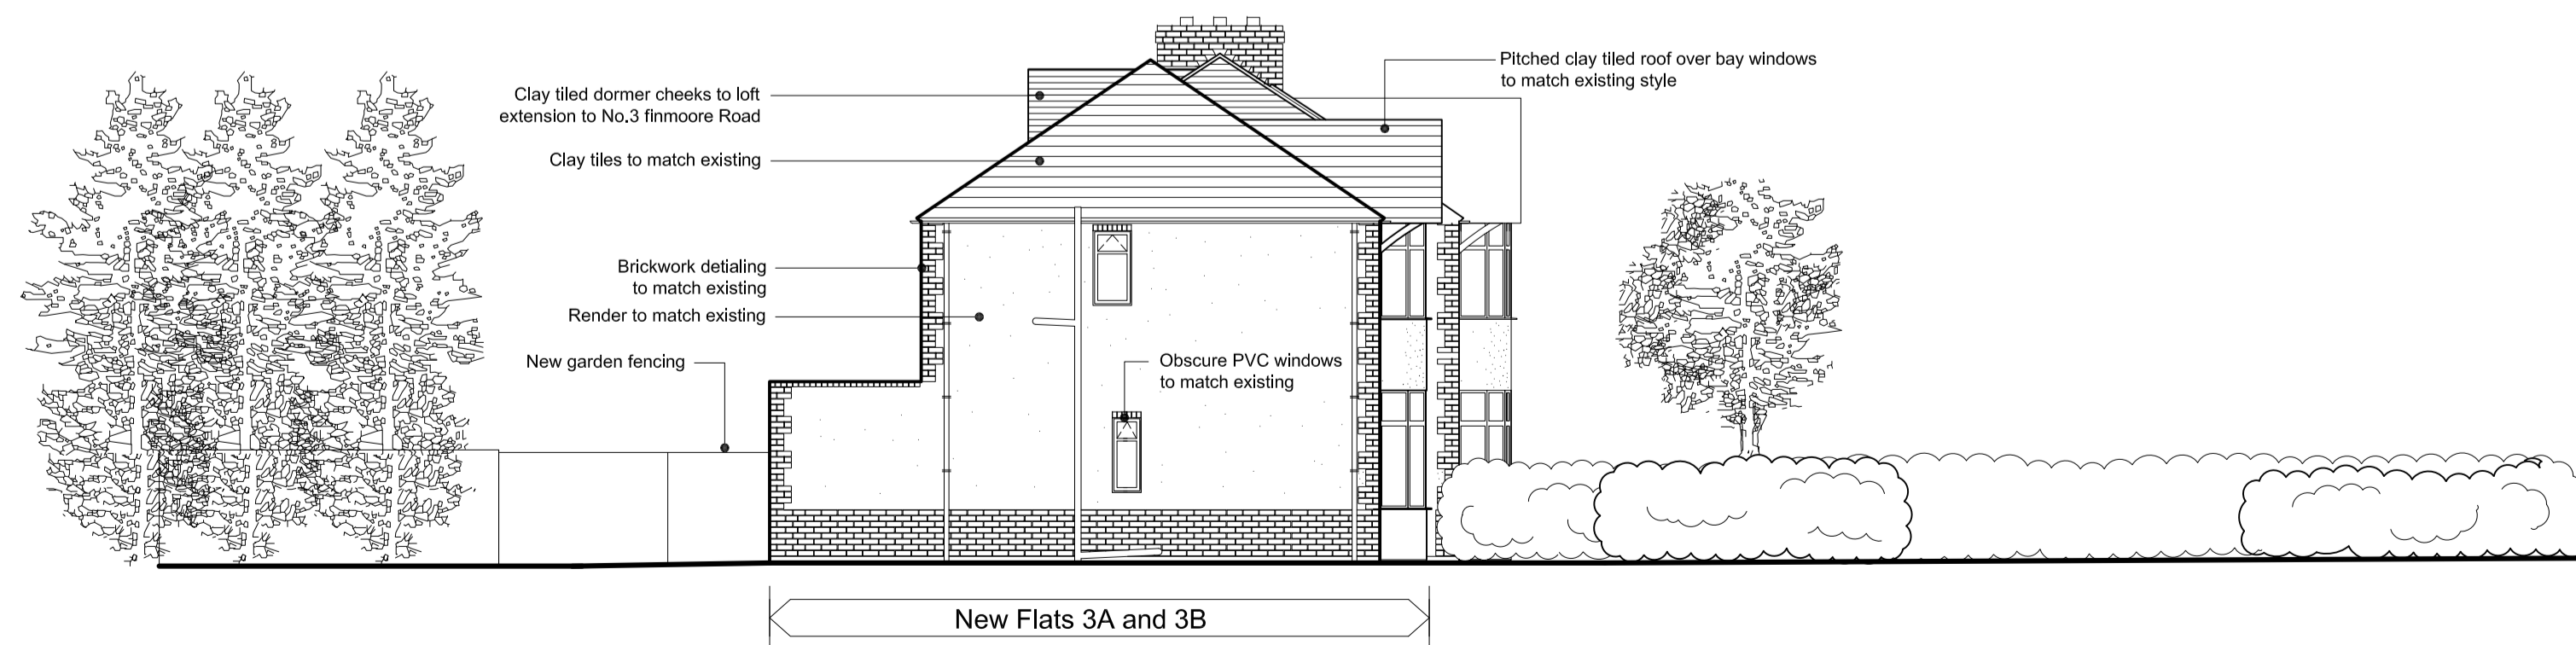 Clay tiled dormer cheeks to loft
extension to No.3 finmoore Road
Clay tiles to match existing
Brickwork detialing
to match existing
Render to match existing
New garden fencing
Pitched clay tiled roof over bay windows
to match existing style
Obscure PVC windows
to match existing
New Flats 3A and 3B